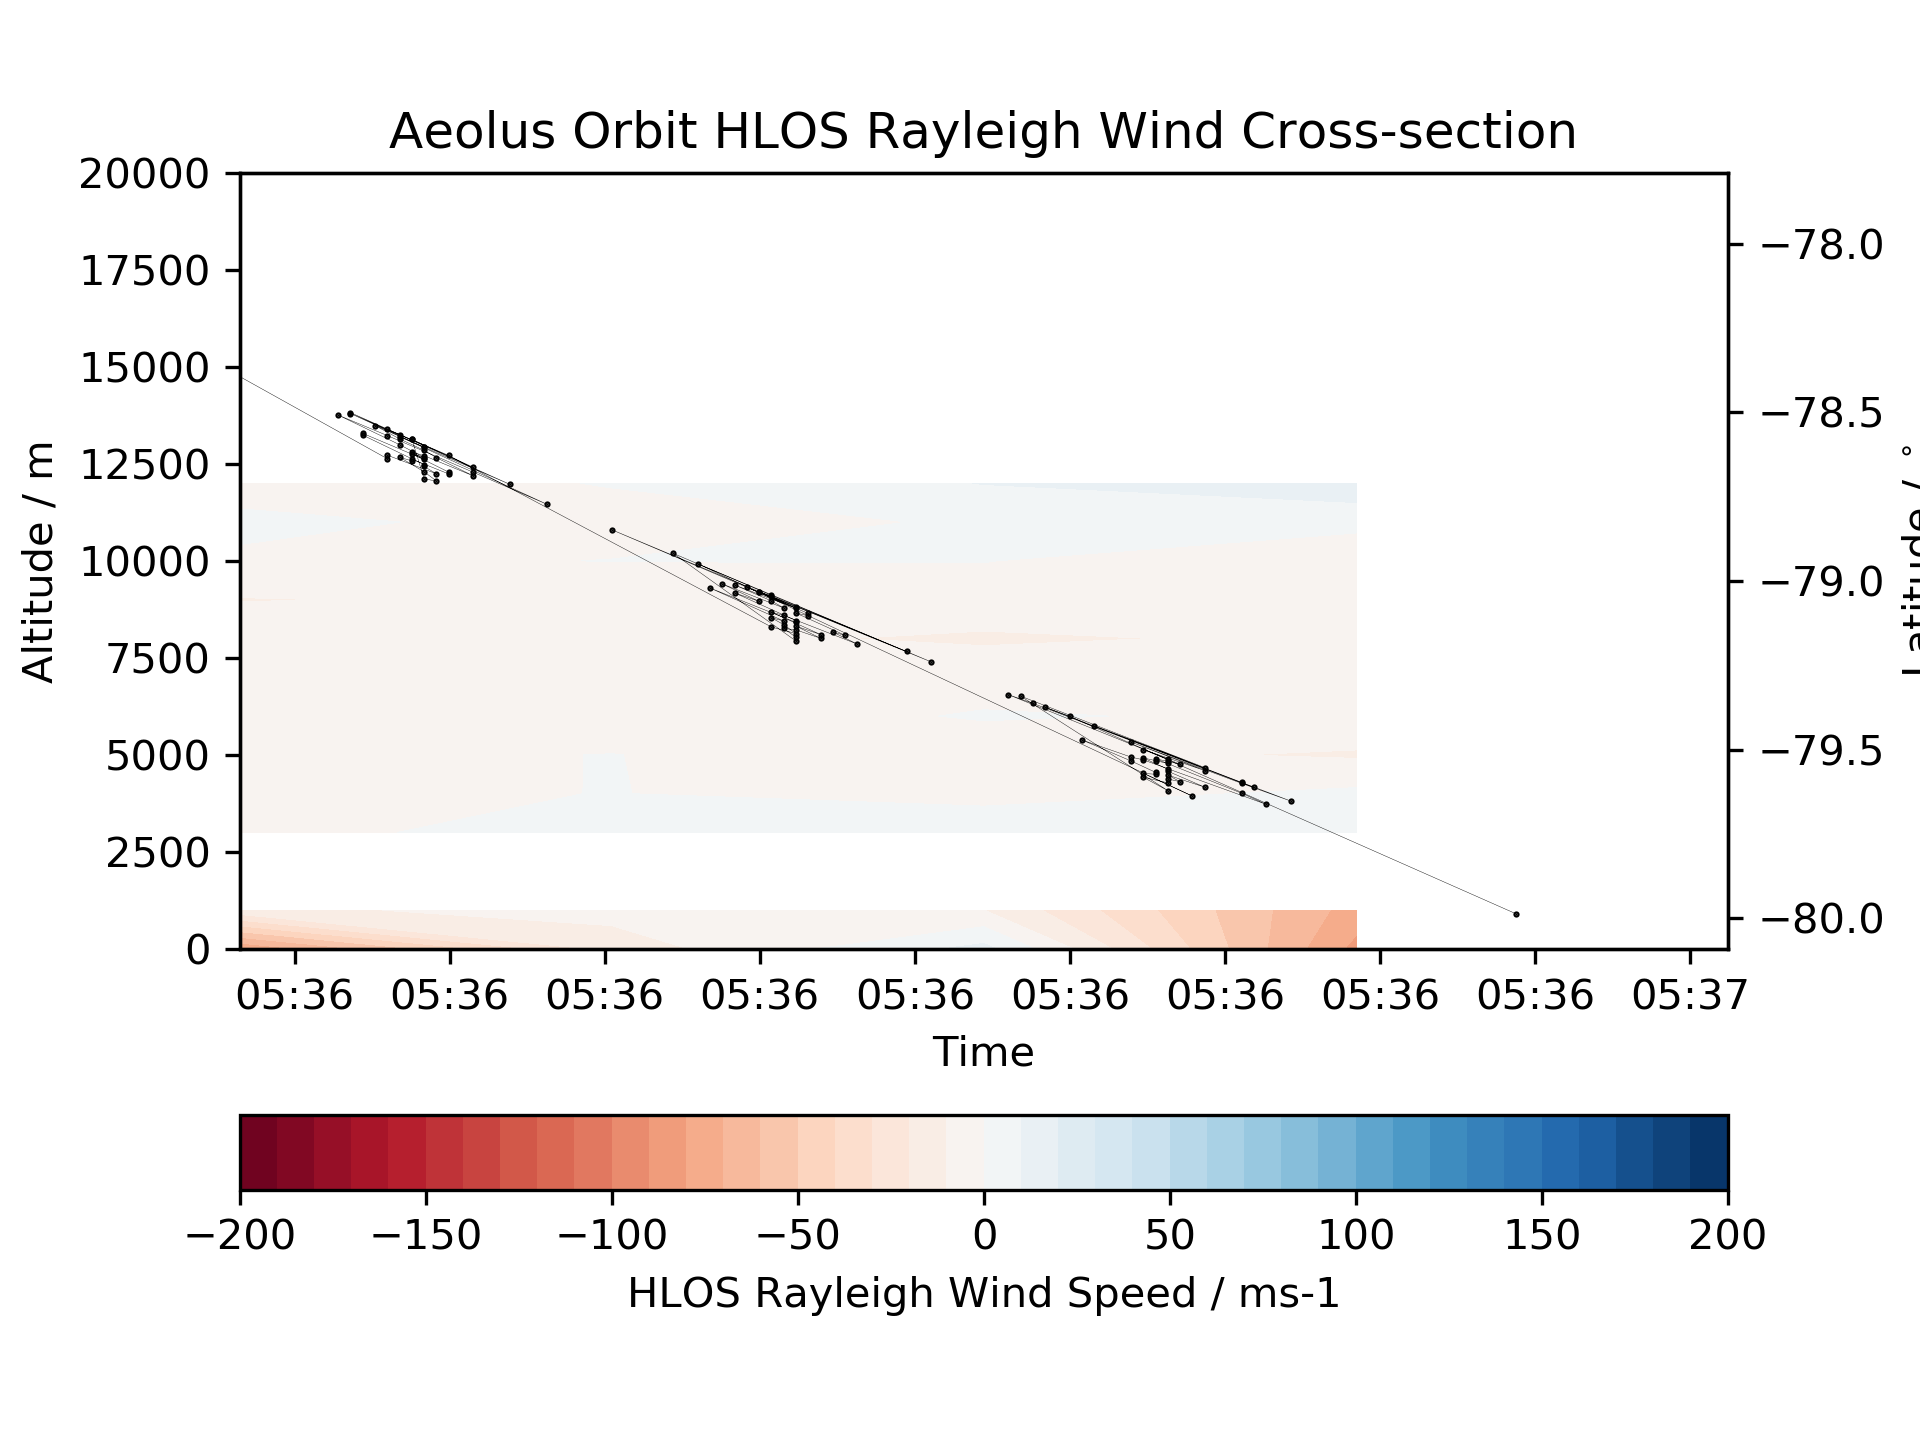 Aeolus Orbit HLOS Rayleigh Wind Cross-section
20000
17500
15000
12500
10000
7500
5000
2500
0
Altitude / m
−78.0
−78.5
−79.0
−79.5
−80.0
Latitude / °
05:36 05:36 05:36 05:36 05:36 05:36 05:36 05:36 05:36 05:37
Time
−200 −150 −100 −50 0 50 100 150 200
HLOS Rayleigh Wind Speed / ms-1